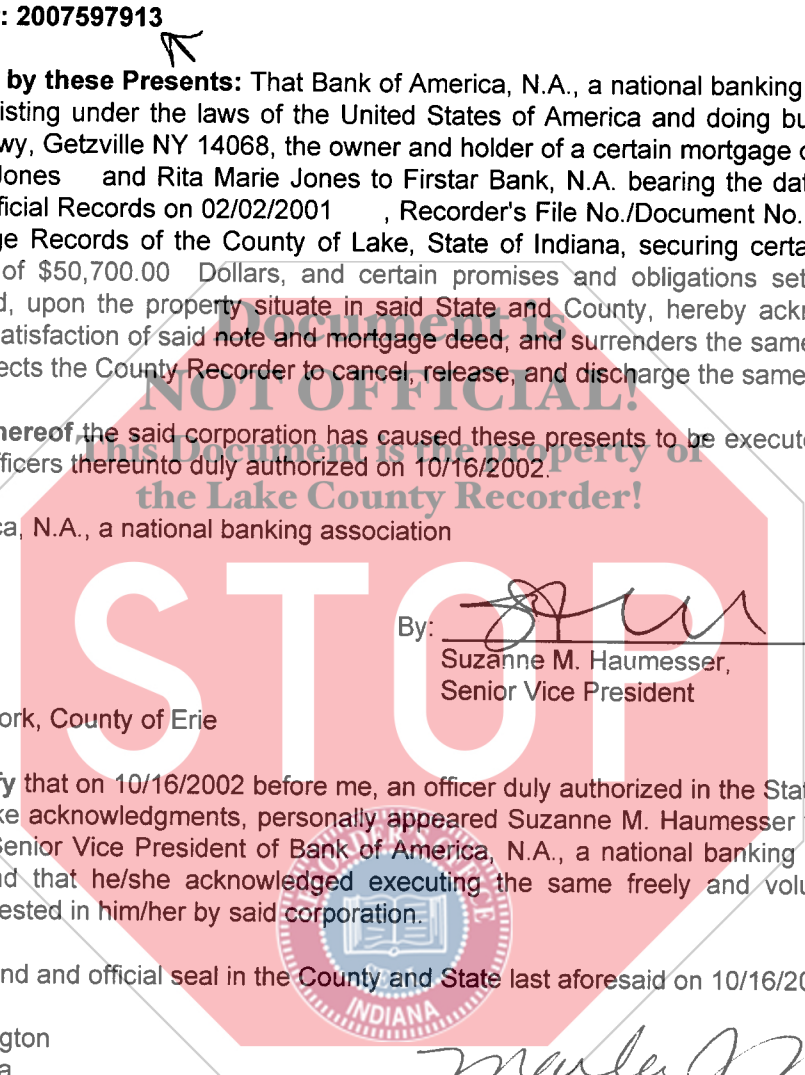 : 2007597913
by these Presents: That Bank of America, N.A., a national banking
isting under the laws of the United States of America and doing bu
wy, Getzville NY 14068, the owner and holder of a certain mortgage
Jones and Rita Marie Jones to Firstar Bank, N.A. bearing the dat
ficial Records on 02/02/2001 , Recorder's File No./Document No.
ge Records of the County of Lake, State of Indiana, securing certa
of $50,700.00 Dollars, and certain promises and obligations set
d, upon the property situate in said State and County, hereby ackn
atisfaction of said note and mortgage deed, and surrenders the same
ects the County Recorder to cancel, release, and discharge the same
Document is
NOT OFFICIAL!
hereof, the said corporation has caused these presents to be execute
This Document is the property of
fficers thereunto duly authorized on 10/16/2002.
the Lake County Recorder!
ca, N.A., a national banking association
STOP
By:
Suzanne M. Haumesser,
Senior Vice President
ork, County of Erie
fy that on 10/16/2002 before me, an officer duly authorized in the Stat
ke acknowledgments, personally appeared Suzanne M. Haumesser
Senior Vice President of Bank of America, N.A., a national banking
nd that he/she acknowledged executing the same freely and volu
ested in him/her by said corporation.
RECORDER'S OFFICE
nd and official seal in the County and State last aforesaid on 10/16/20
INDIANA
gton
a